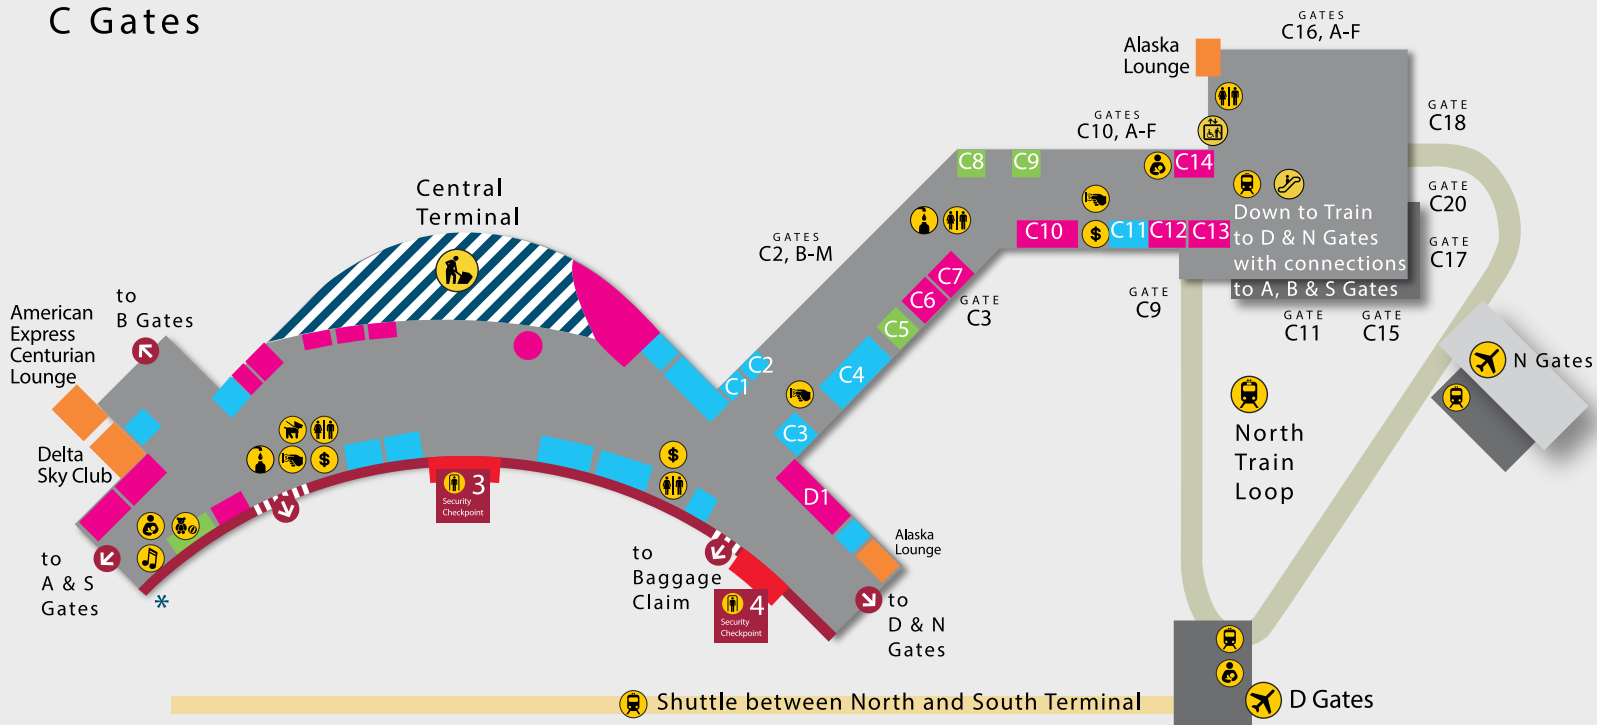 C Gates
GATES
C16, A-F
Alaska
Lounge
GATE
C18
GATES
C10, A-F
C8
C9
C14
Central
Terminal
GATE
C20
Down to Train
to D & N Gates
with connections
to A, B & S Gates
C10
$
C11
C12
C13
GATES
C2, B-M
GATE
C17
C7
C6
GATE
C3
GATE
C9
C5
GATE
C11
GATE
C15
to
B Gates
American
Express
Centurian
Lounge
C2
C1
C4
N Gates
C3
North
Train
Loop
Delta
Sky Club
$
$
3
Security
Checkpoint
D1
Alaska
Lounge
to
A & S
Gates
*
to
Baggage
Claim
4
Security
Checkpoint
to
D & N
Gates
Shuttle between North and South Terminal
D Gates